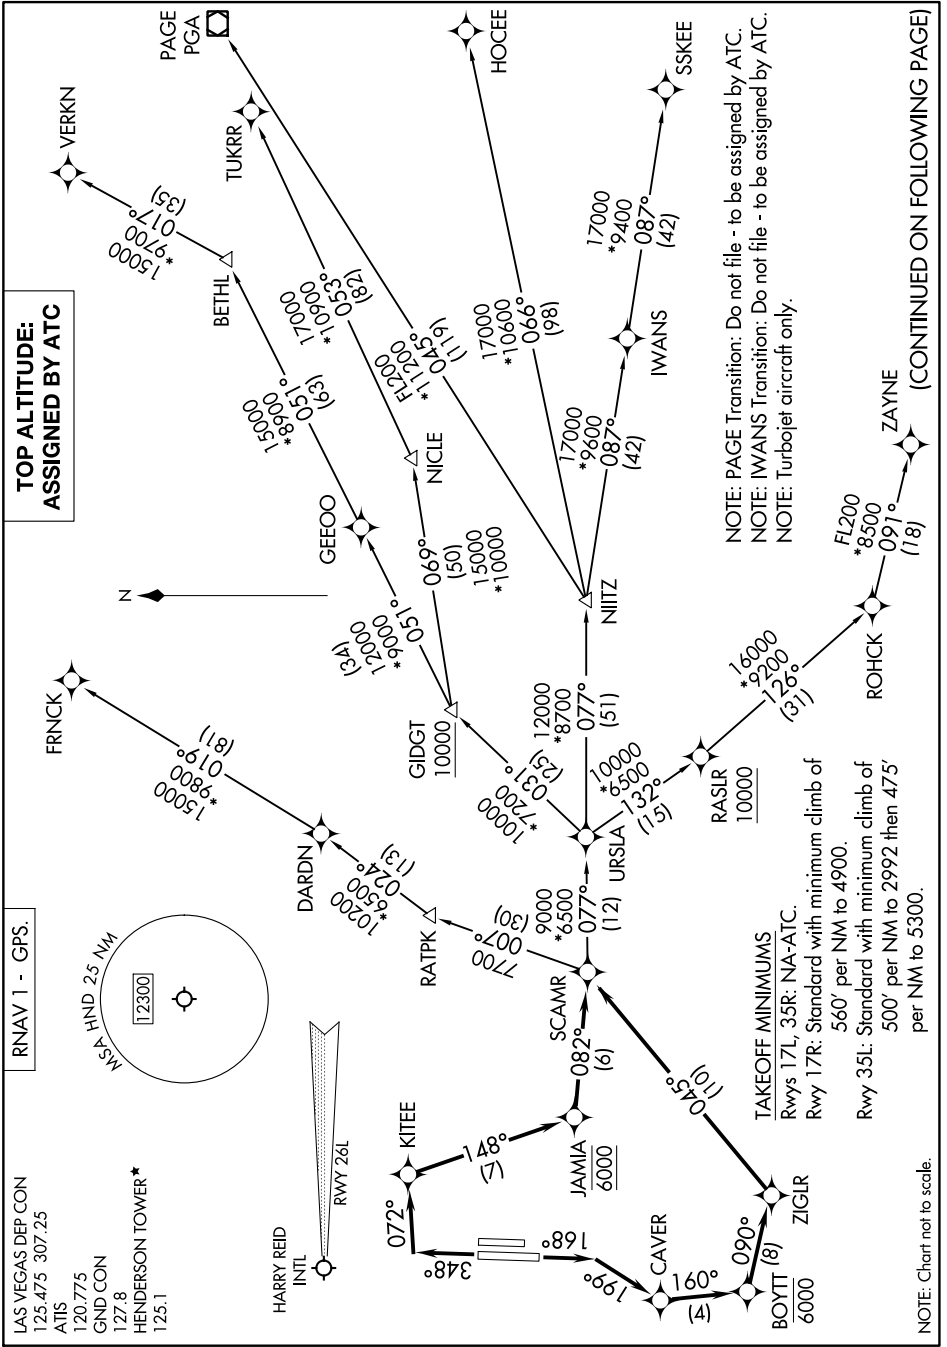 LAS VEGAS DEP CON
125.475 307.25
ATIS
120.775
GND CON
127.8
HENDERSON TOWER★
125.1
RNAV 1 - GPS.
TOP ALTITUDE:
ASSIGNED BY ATC
MSA HND 25 NM
12300
HARRY REID
INTL
RWY 26L
N
FRNCK
15000
*9800
019°
(81)
DARDN
10200
*6500
024°
(13)
RATPK
7700
007°
(30)
VERKN
15000
*9700
017°
(35)
BETHL
15000
*8900
051°
(63)
GEEOO
(34)
12000
*9000
051°
GIDGT
10000
PAGE
PGA
TUKRR
17000
*10900
053°
(82)
NICLE
069°
(50)
15000
*10000
FL200
*11200
045°
(119)
HOCEE
17000
*10600
066°
(98)
SSKEE
17000
*9400
087°
(42)
IWANS
17000
*9600
087°
(42)
NIITZ
12000
*8700
077°
(51)
10000
*7200
031°
(25)
URSLA
10000
*6500
132°
(15)
RASLR
10000
16000
*9200
126°
(31)
ROHCK
FL200
*8500
091°
(18)
ZAYNE
9000
*6500
077°
(12)
SCAMR
082°
(6)
JAMIA
6000
KITEE
148°
(7)
072°
348°
168°
199°
CAVER
160°
(4)
BOYTT
6000
090°
(8)
ZIGLR
045°
(10)
NOTE: PAGE Transition: Do not file - to be assigned by ATC.
NOTE: IWANS Transition: Do not file - to be assigned by ATC.
NOTE: Turbojet aircraft only.
TAKEOFF MINIMUMS
Rwys 17L, 35R: NA-ATC.
Rwy 17R: Standard with minimum climb of
560' per NM to 4900.
Rwy 35L: Standard with minimum climb of
500' per NM to 2992 then 475'
per NM to 5300.
NOTE: Chart not to scale.
(CONTINUED ON FOLLOWING PAGE)